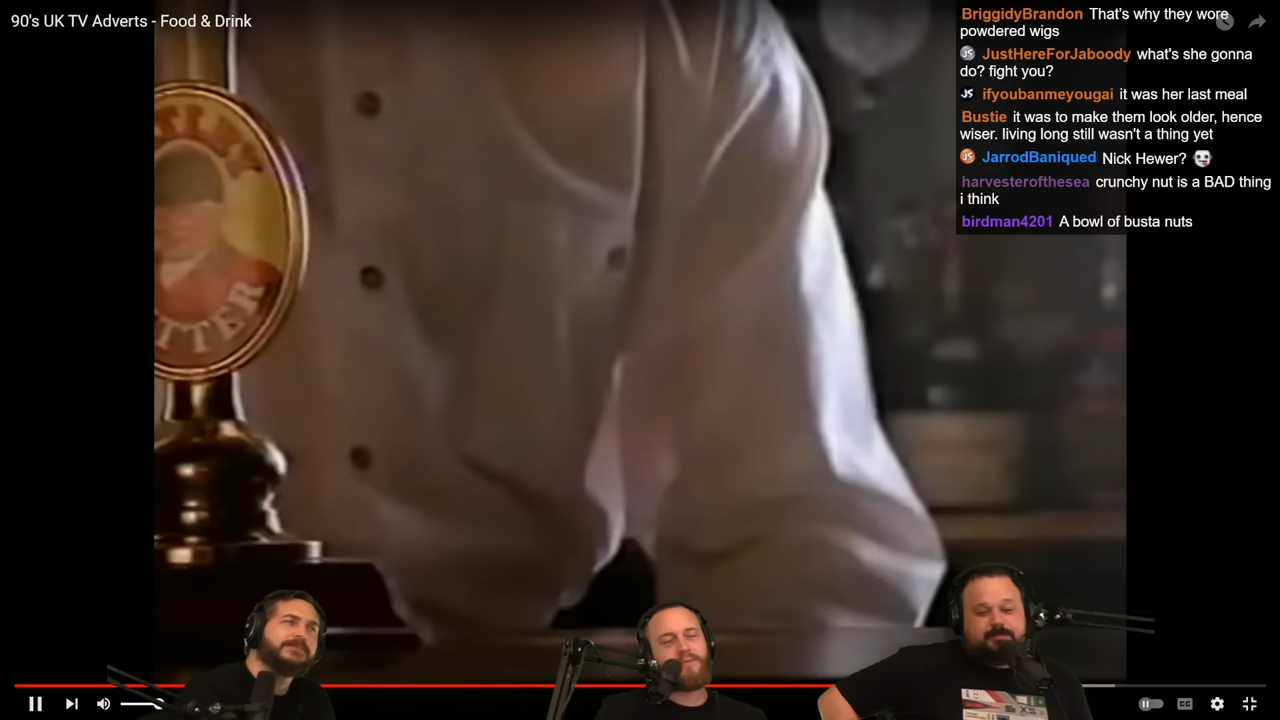 90's UK TV Adverts - Food & Drink
BriggidyBrandon That's why they wore
powdered wigs
JustHereForJaboody what's she gonna
do? fight you?
ifyoubanmeyougai it was her last meal
Bustie it was to make them look older, hence
wiser. living long still wasn't a thing yet
JarrodBaniqued Nick Hewer?
harvesterofthesea crunchy nut is a BAD thing
i think
birdman4201 A bowl of busta nuts